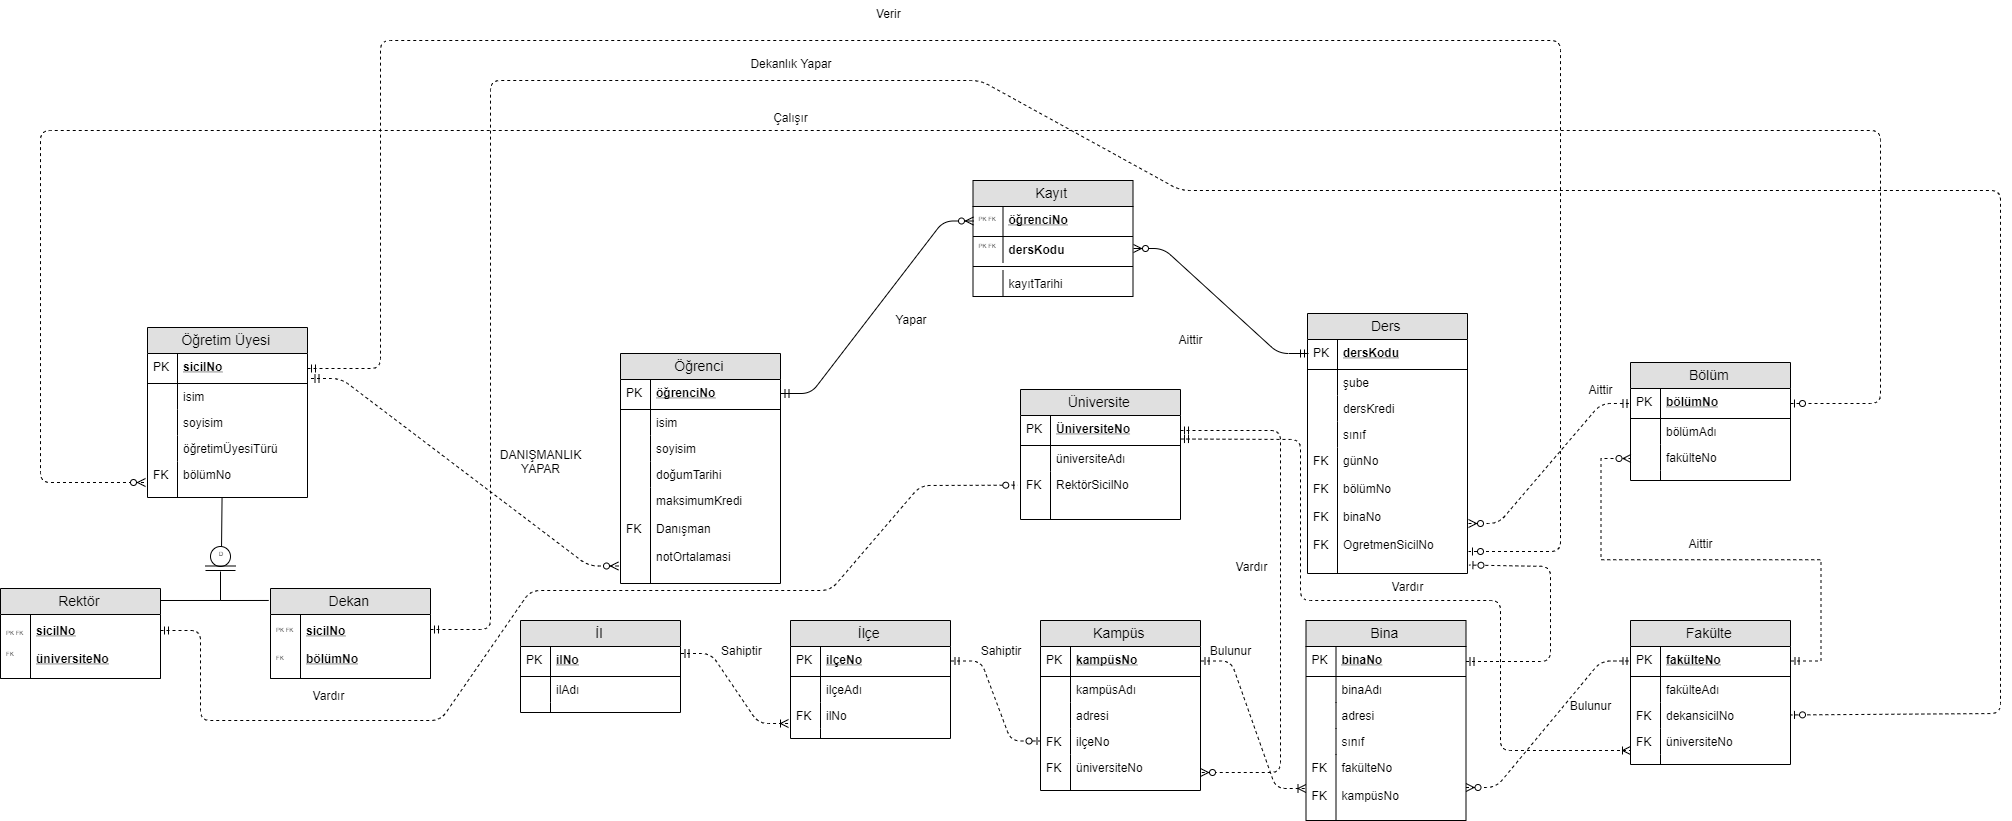 Verir
Dekanlık Yapar
Çalışır
Kayıt
PK FK öğrenciNo
PK FK dersKodu
kayıtTarihi
Yapar
Aittir
Öğretim Üyesi
PK sicilNo
isim
soyisim
öğretimÜyesiTürü
FK bölümNo
DANIŞMANLIK
YAPAR
Öğrenci
PK öğrenciNo
isim
soyisim
doğumTarihi
maksimumKredi
FK Danışman
notOrtalamasi
Üniversite
PK ÜniversiteNo
üniversiteAdı
FK RektörSicilNo
Ders
PK dersKodu
şube
dersKredi
sınıf
FK günNo
FK bölümNo
FK binaNo
FK OgretmenSicilNo
Aittir
Bölüm
PK bölümNo
bölümAdı
fakülteNo
Aittir
Vardır
Vardır
Rektör
PK FK sicilNo
FK üniversiteNo
Dekan
PK FK sicilNo
FK bölümNo
Vardır
İl
PK ilNo
ilAdı
Sahiptir
İlçe
PK ilçeNo
ilçeAdı
FK ilNo
Sahiptir
Kampüs
PK kampüsNo
kampüsAdı
adresi
FK ilçeNo
FK üniversiteNo
Bulunur
Bina
PK binaNo
binaAdı
adresi
sınıf
FK fakülteNo
FK kampüsNo
Bulunur
Fakülte
PK fakülteNo
fakülteAdı
FK dekansicilNo
FK üniversiteNo